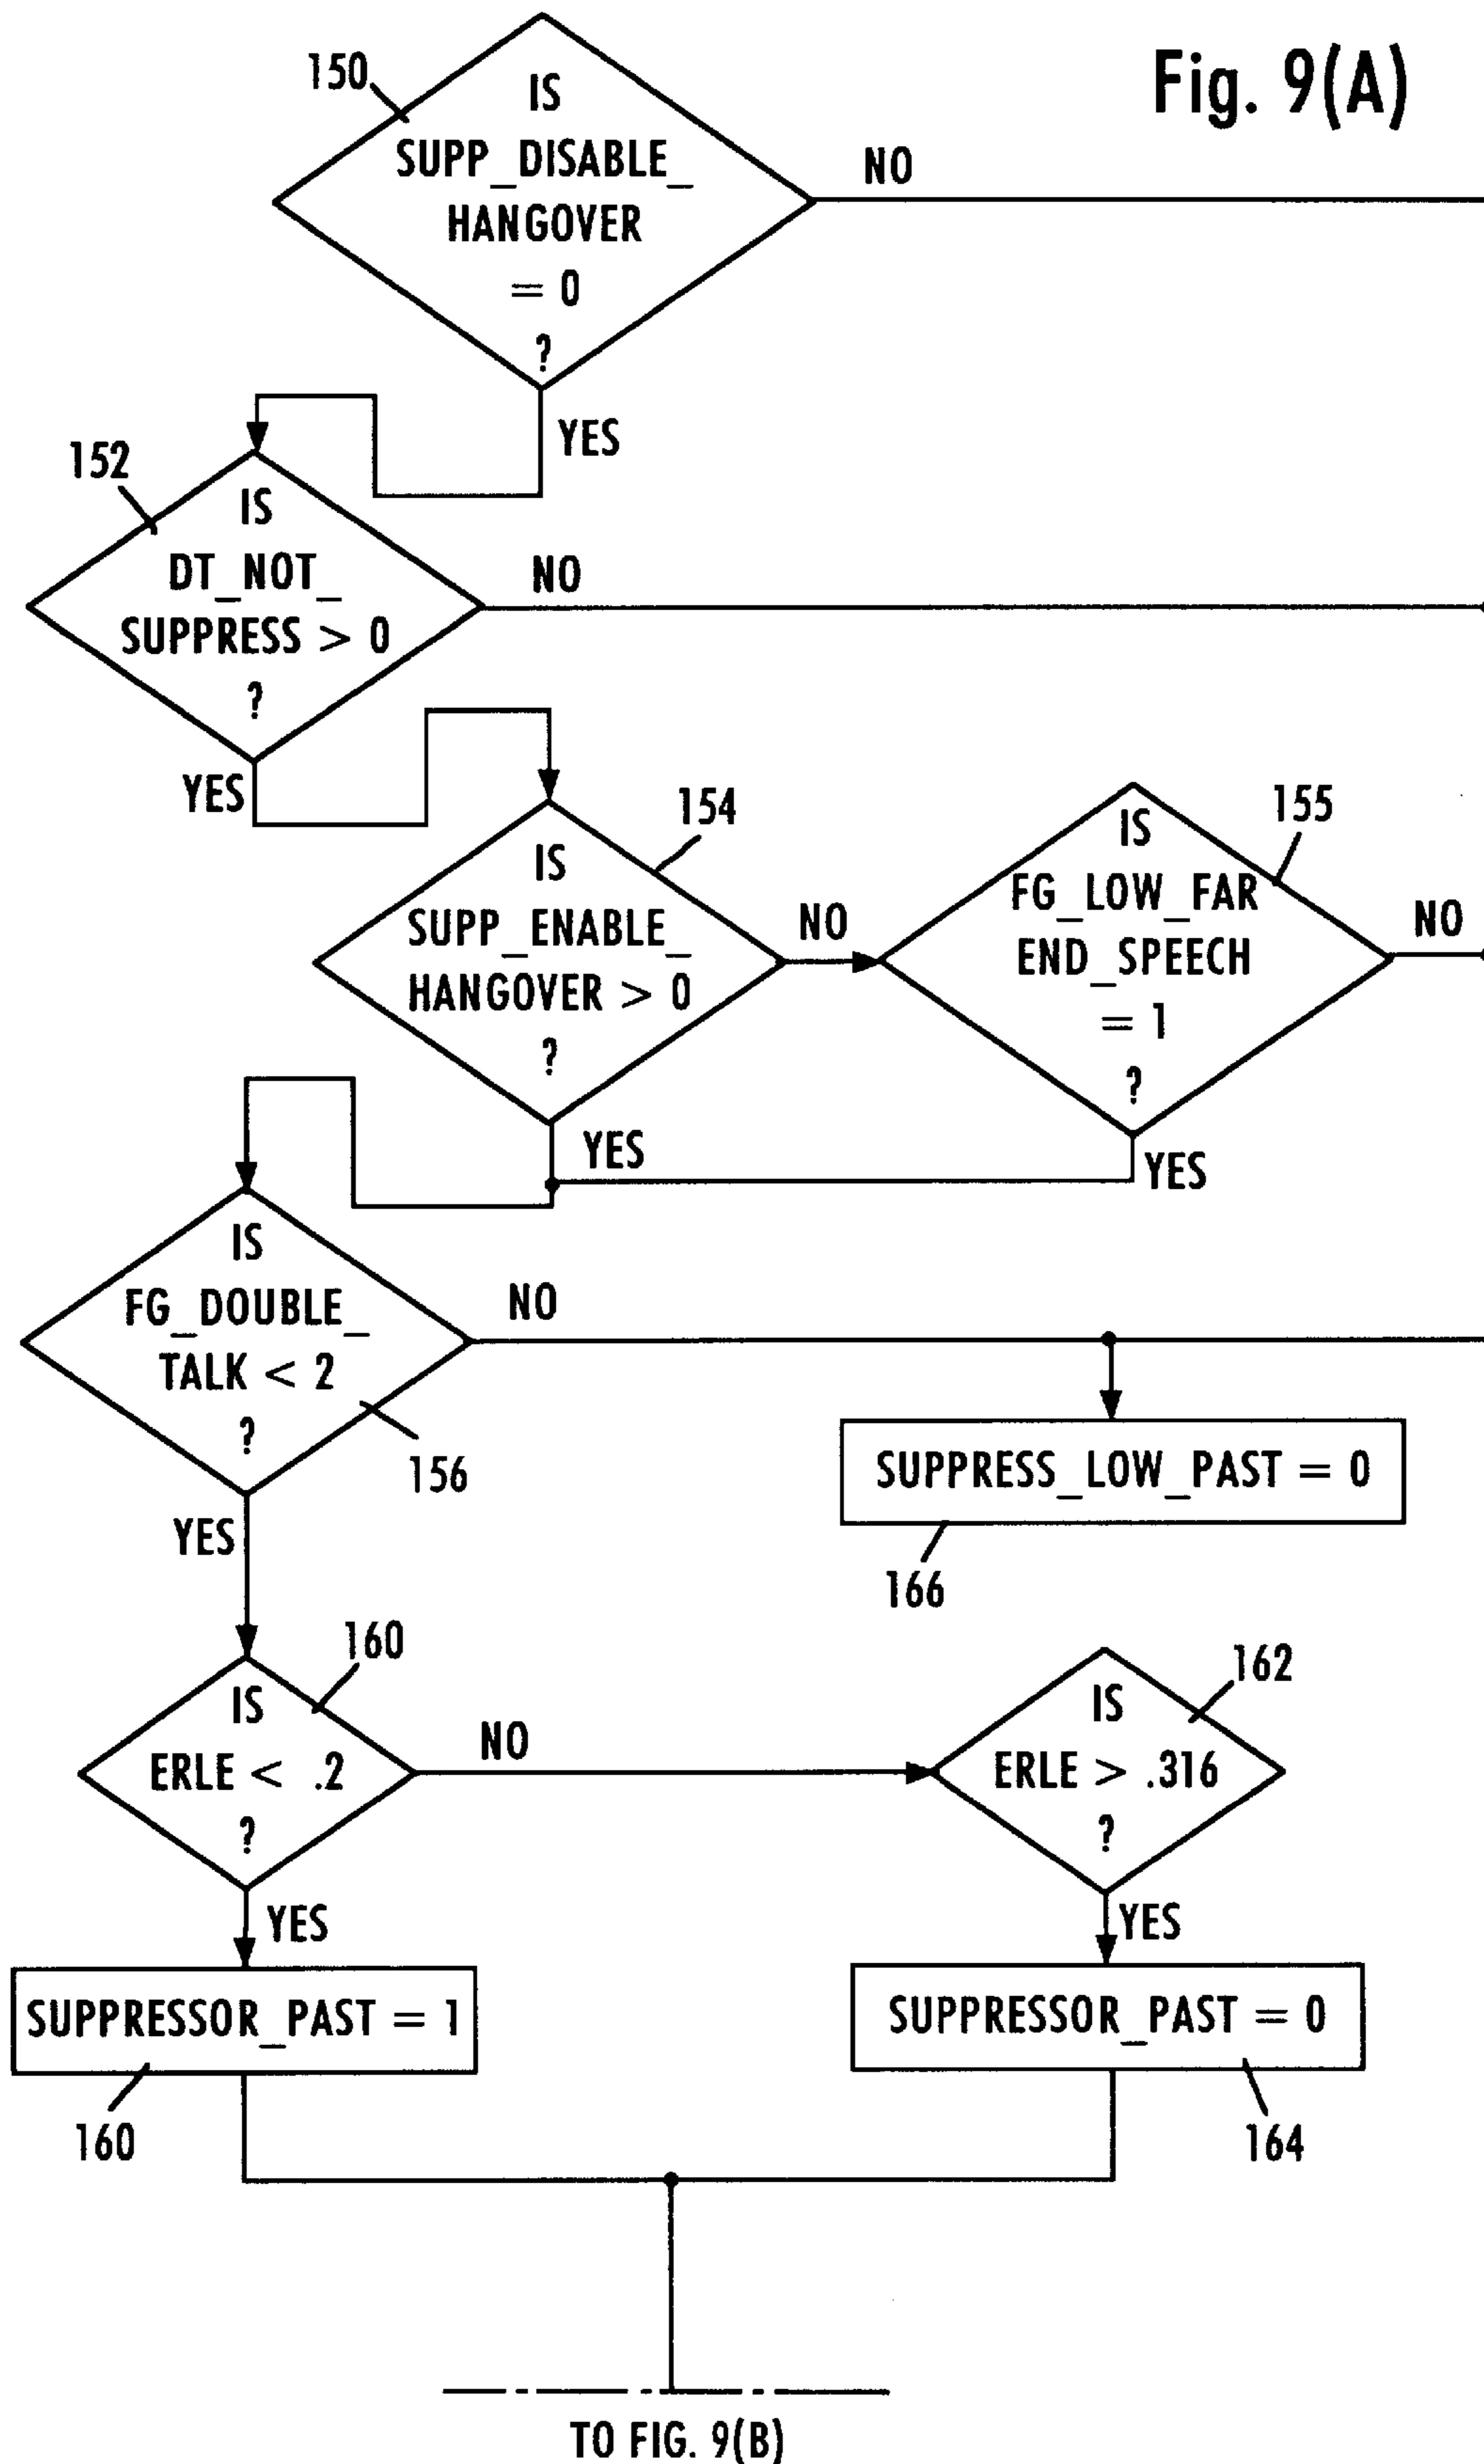 Fig. 9(A)
150
IS
SUPP_DISABLE_
HANGOVER
= 0
?
NO
YES
152
IS
DT_NOT_
SUPPRESS > 0
?
NO
YES
154
IS
SUPP_ENABLE_
HANGOVER > 0
?
NO
YES
155
IS
FG_LOW_FAR
END_SPEECH
= 1
?
NO
YES
IS
FG_DOUBLE_
TALK < 2
?
NO
156
YES
SUPPRESS_LOW_PAST = 0
166
160
IS
ERLE < .2
?
NO
YES
162
IS
ERLE > .316
?
YES
SUPPRESSOR_PAST = 1
160
SUPPRESSOR_PAST = 0
164
TO FIG. 9(B)